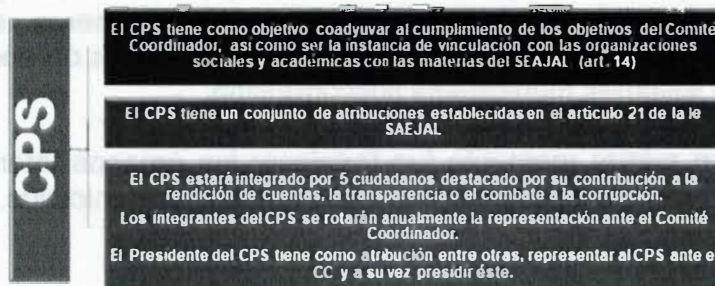 CPS
El CPS tiene como objetivo coadyuvar al cumplimiento de los objetivos del Comité
Coordinador, así como ser la instancia de vinculación con las organizaciones
sociales y académicas con las materias del SEAJAL (art. 14)
El CPS tiene un conjunto de atribuciones establecidas en el articulo 21 de la le
SAEJAL
El CPS estará integrado por 5 ciudadanos destacado por su contribución a la
rendición de cuentas, la transparencia o el combate a la corrupción.
Los integrantes del CPS se rotarán anualmente la representación ante el Comité
Coordinador.
El Presidente del CPS tiene como atribución entre otras, representar al CPS ante e
CC y a su vez presidir éste.